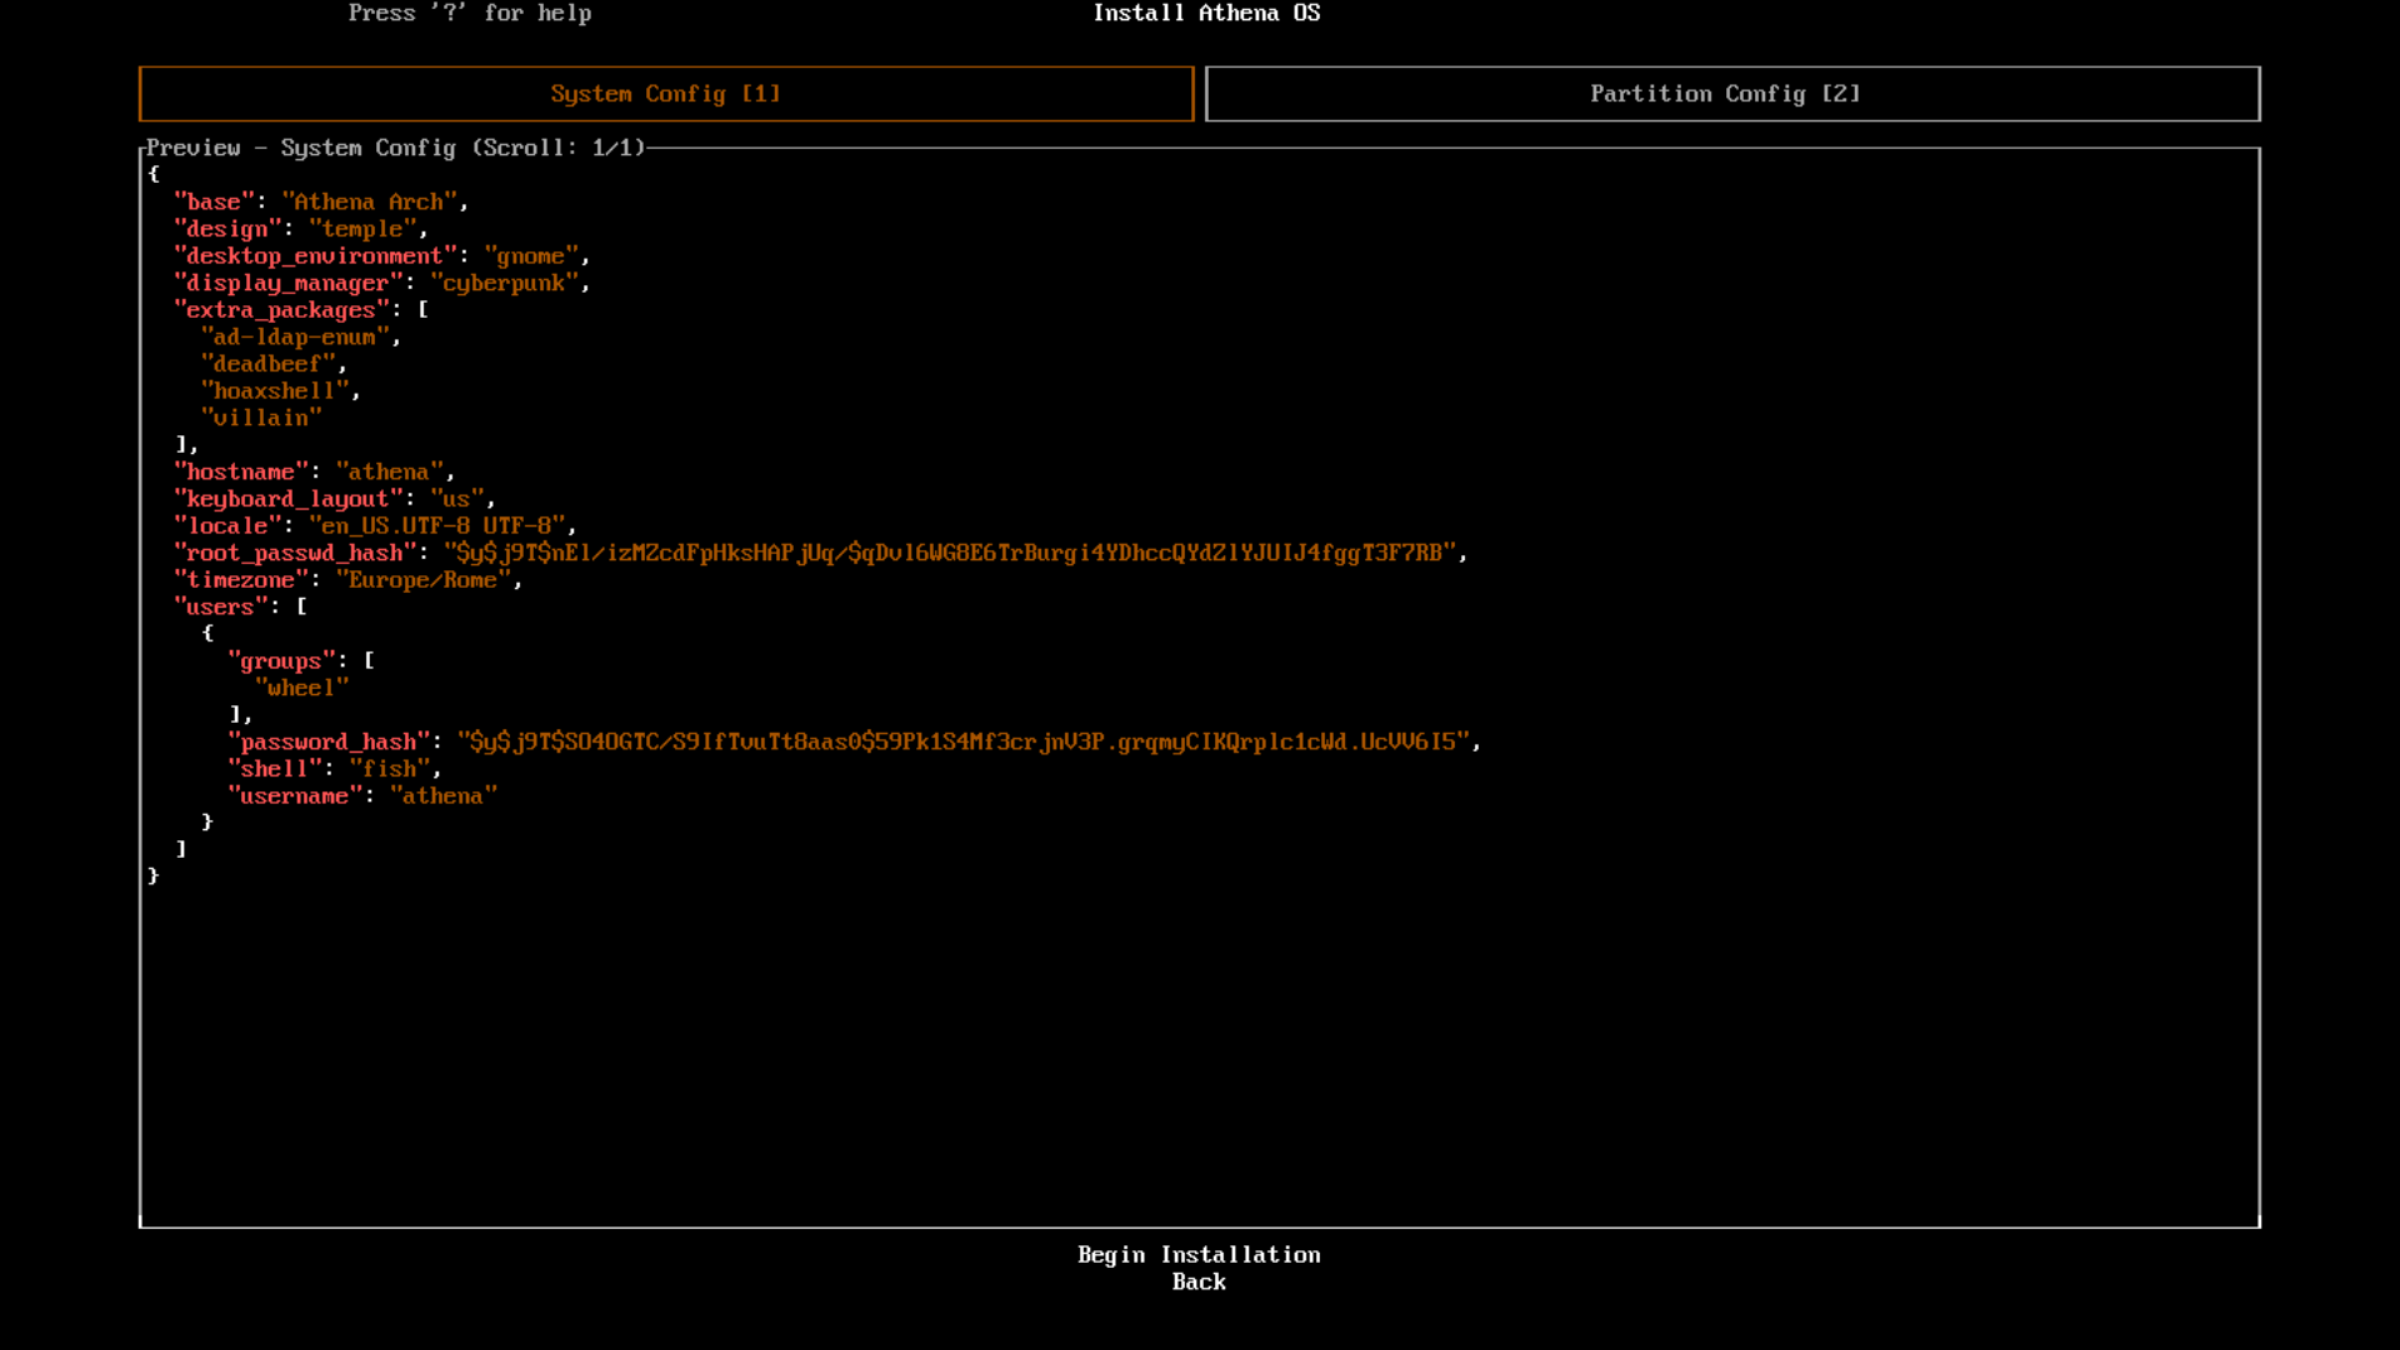 Press '?' for help
Install Athena OS
System Config [1]
Partition Config [2]
Preview - System Config (Scroll: 1/1)
{
  "base": "Athena Arch",
  "design": "temple",
  "desktop_environment": "gnome",
  "display_manager": "cyberpunk",
  "extra_packages": [
    "ad-ldap-enum",
    "deadbeef",
    "hoaxshell",
    "villain"
  ],
  "hostname": "athena",
  "keyboard_layout": "us",
  "locale": "en_US.UTF-8 UTF-8",
  "root_passwd_hash": "$y$j9T$nEl/izMZcdFpHksHAPjUq/$qDvl6WG8E6TrBurgi4YDhccQYdZlYJUIJ4fggT3F7RB",
  "timezone": "Europe/Rome",
  "users": [
    {
      "groups": [
        "wheel"
      ],
      "password_hash": "$y$j9T$SO4OGTC/S9IfTvuTt8aas0$59Pk1S4Mf3crjnV3P.grqmyCIKQrplc1cWd.UcVV6I5",
      "shell": "fish",
      "username": "athena"
    }
  ]
}
Begin Installation
Back